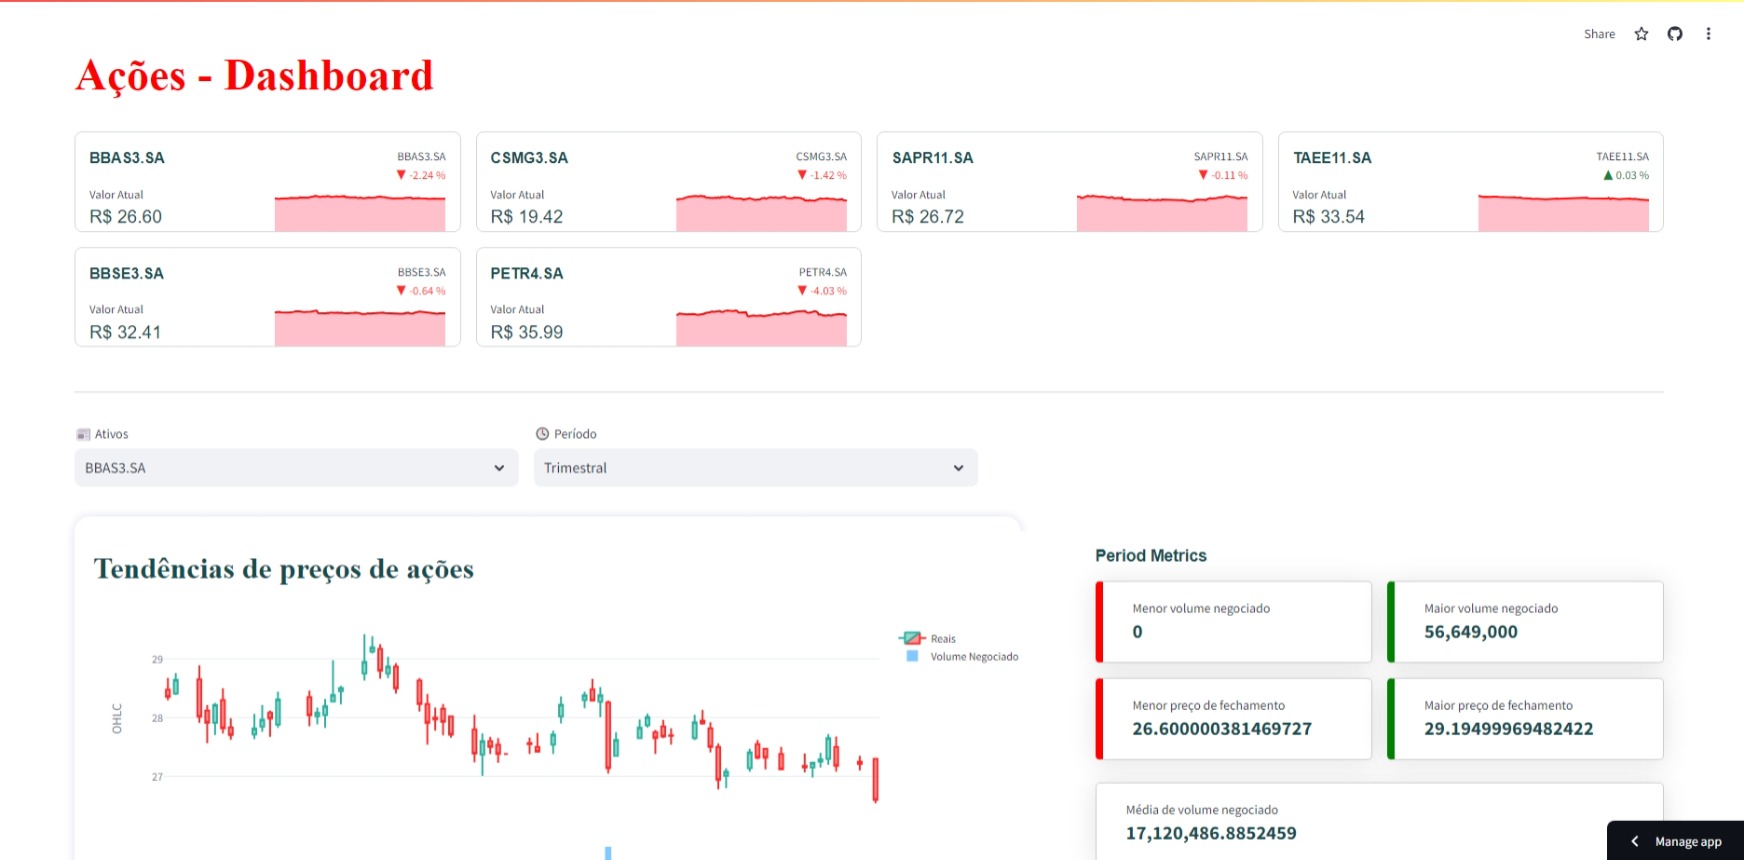 Share
Ações - Dashboard
BBAS3.SA
BBAS3.SA
▼ -2.24 %
Valor Atual
R$ 26.60
CSMG3.SA
CSMG3.SA
▼ -1.42 %
Valor Atual
R$ 19.42
SAPR11.SA
SAPR11.SA
▼ -0.11 %
Valor Atual
R$ 26.72
TAEE11.SA
TAEE11.SA
▲ 0.03 %
Valor Atual
R$ 33.54
BBSE3.SA
BBSE3.SA
▼ -0.64 %
Valor Atual
R$ 32.41
PETR4.SA
PETR4.SA
▼ -4.03 %
Valor Atual
R$ 35.99
Ativos
BBAS3.SA
Período
Trimestral
Tendências de preços de ações
Reais
Volume Negociado
OHLC
29
28
27
Period Metrics
Menor volume negociado
0
Maior volume negociado
56,649,000
Menor preço de fechamento
26.600000381469727
Maior preço de fechamento
29.19499969482422
Média de volume negociado
17,120,486.8852459
Manage app